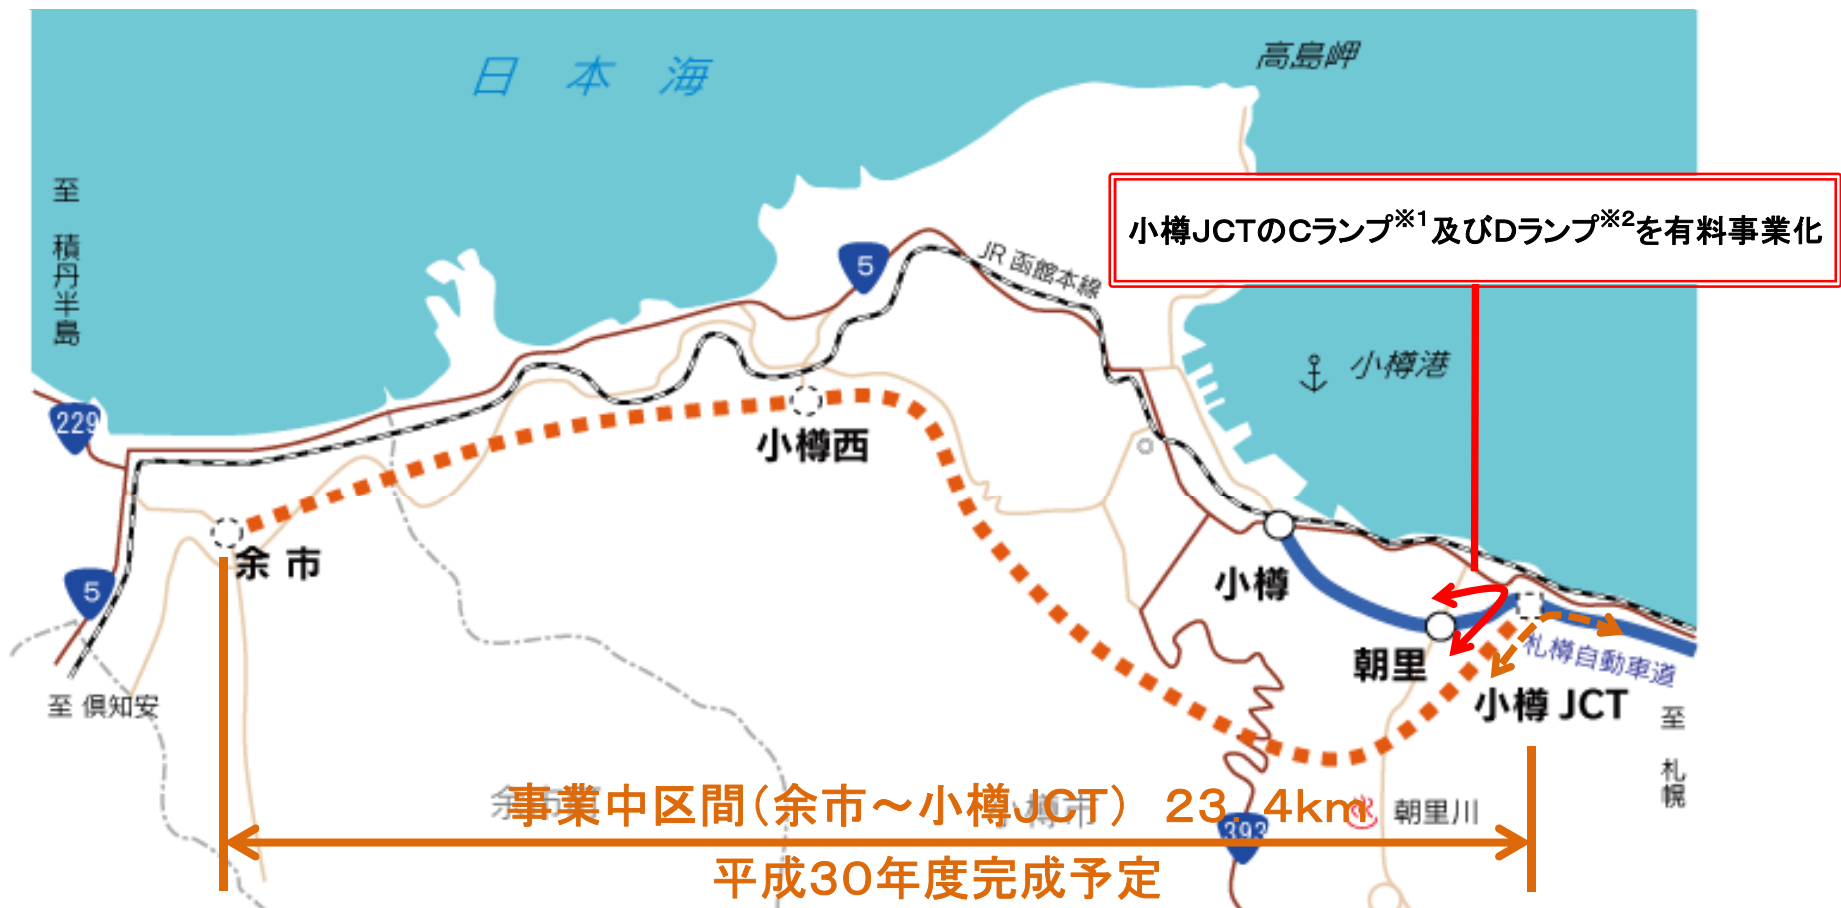 日本海
高島岬
至 積丹半島
小樽JCTのCランプ※1及びDランプ※2を有料事業化
5
JR 函館本線
小樽港
229
小樽西
余 市
5
小樽
朝里
札樽自動車道
小樽 JCT
至 倶知安
至 札幌
事業中区間（余市～小樽JCT） 23.4km
小樽市
393
朝里川
平成30年度完成予定